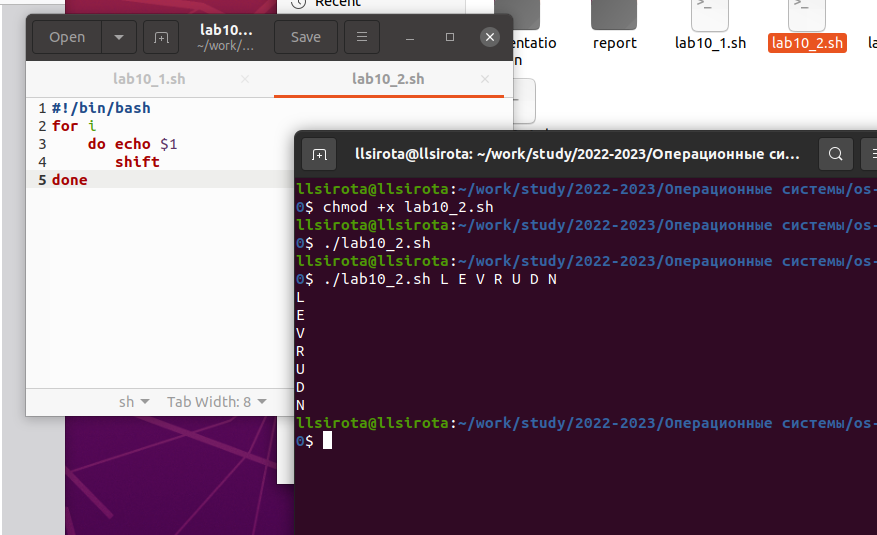 Recent
Open
lab10...
~/work/...
Save
entatio
n
report
lab10_1.sh
lab10_2.sh
lab10_1.sh
lab10_2.sh
1 #!/bin/bash
2 for i
3     do echo $1
4        shift
5 done
sh
Tab Width: 8
llsirota@llsirota: ~/work/study/2022-2023/Операционные си...
llsirota@llsirota:~/work/study/2022-2023/Операционные системы/os-
0$ chmod +x lab10_2.sh
llsirota@llsirota:~/work/study/2022-2023/Операционные системы/os-
0$ ./lab10_2.sh
llsirota@llsirota:~/work/study/2022-2023/Операционные системы/os-
0$ ./lab10_2.sh L E V R U D N
L
E
V
R
U
D
N
llsirota@llsirota:~/work/study/2022-2023/Операционные системы/os-
0$